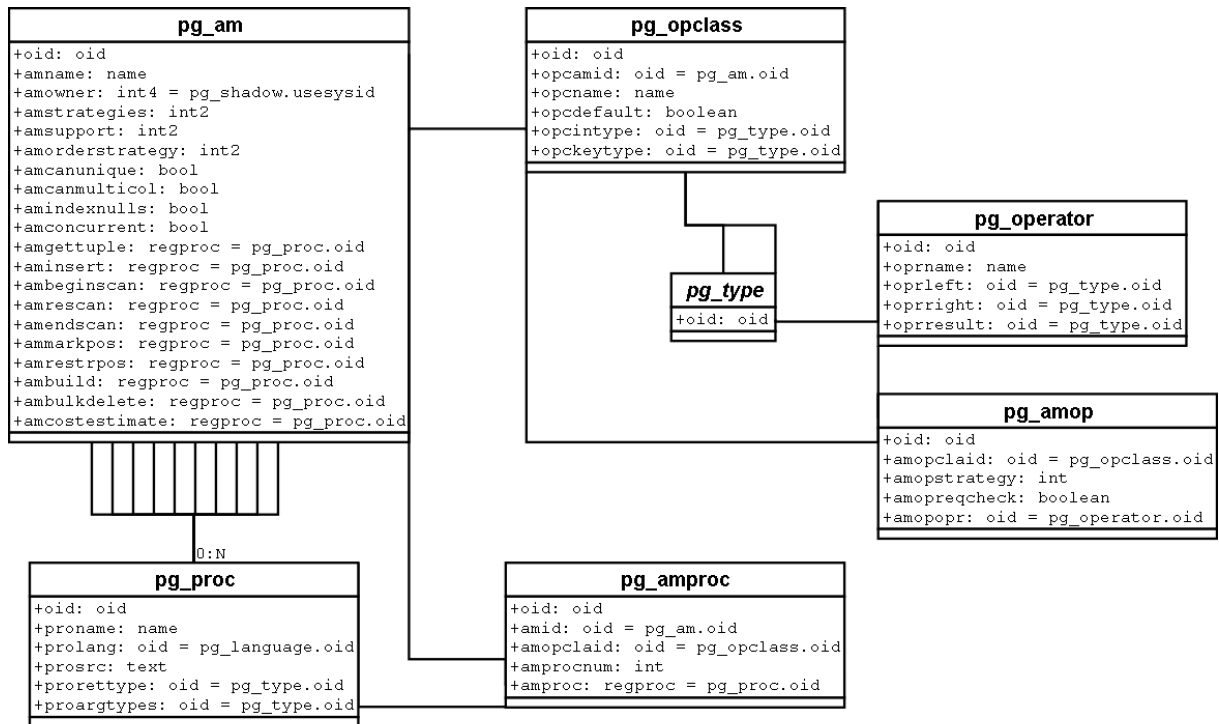 pg_am
+oid: oid
+amname: name
+amowner: int4 = pg_shadow.usesysid
+amstrategies: int2
+amsupport: int2
+amorderstrategy: int2
+amcanunique: bool
+amcanmulticol: bool
+amindexnulls: bool
+amconcurrent: bool
+amgettuple: regproc = pg_proc.oid
+aminsert: regproc = pg_proc.oid
+ambeginscan: regproc = pg_proc.oid
+amrescan: regproc = pg_proc.oid
+amendscan: regproc = pg_proc.oid
+ammarkpos: regproc = pg_proc.oid
+amrestrpos: regproc = pg_proc.oid
+ambuild: regproc = pg_proc.oid
+ambulkdelete: regproc = pg_proc.oid
+amcostestimate: regproc = pg_proc.oid
pg_opclass
+oid: oid
+opcamid: oid = pg_am.oid
+opcname: name
+opcdefault: boolean
+opcintype: oid = pg_type.oid
+opckeytype: oid = pg_type.oid
pg_type
+oid: oid
pg_operator
+oid: oid
+oprname: name
+oprleft: oid = pg_type.oid
+oprright: oid = pg_type.oid
+oprresult: oid = pg_type.oid
pg_amop
+oid: oid
+amopclaid: oid = pg_opclass.oid
+amopstrategy: int
+amopreqcheck: boolean
+amopopr: oid = pg_operator.oid
0:N
pg_proc
+oid: oid
+proname: name
+prolang: oid = pg_language.oid
+prosrc: text
+prorettype: oid = pg_type.oid
+proargtypes: oid = pg_type.oid
pg_amproc
+oid: oid
+amid: oid = pg_am.oid
+amopclaid: oid = pg_opclass.oid
+amprocnum: int
+amproc: regproc = pg_proc.oid